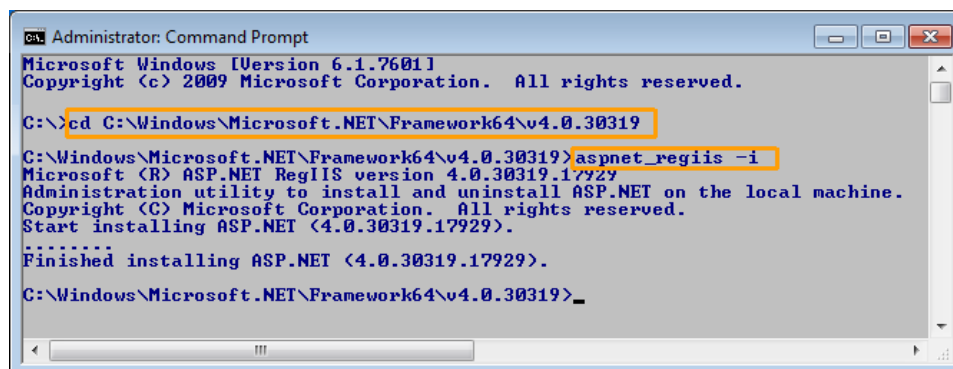 Administrator: Command Prompt
Microsoft Windows [Version 6.1.7601]
Copyright (c) 2009 Microsoft Corporation.  All rights reserved.
C:\>cd C:\Windows\Microsoft.NET\Framework64\v4.0.30319
C:\Windows\Microsoft.NET\Framework64\v4.0.30319>aspnet_regiis -i
Microsoft (R) ASP.NET RegIIS version 4.0.30319.17929
Administration utility to install and uninstall ASP.NET on the local machine.
Copyright (C) Microsoft Corporation.  All rights reserved.
Start installing ASP.NET (4.0.30319.17929).
........
Finished installing ASP.NET (4.0.30319.17929).
C:\Windows\Microsoft.NET\Framework64\v4.0.30319>_